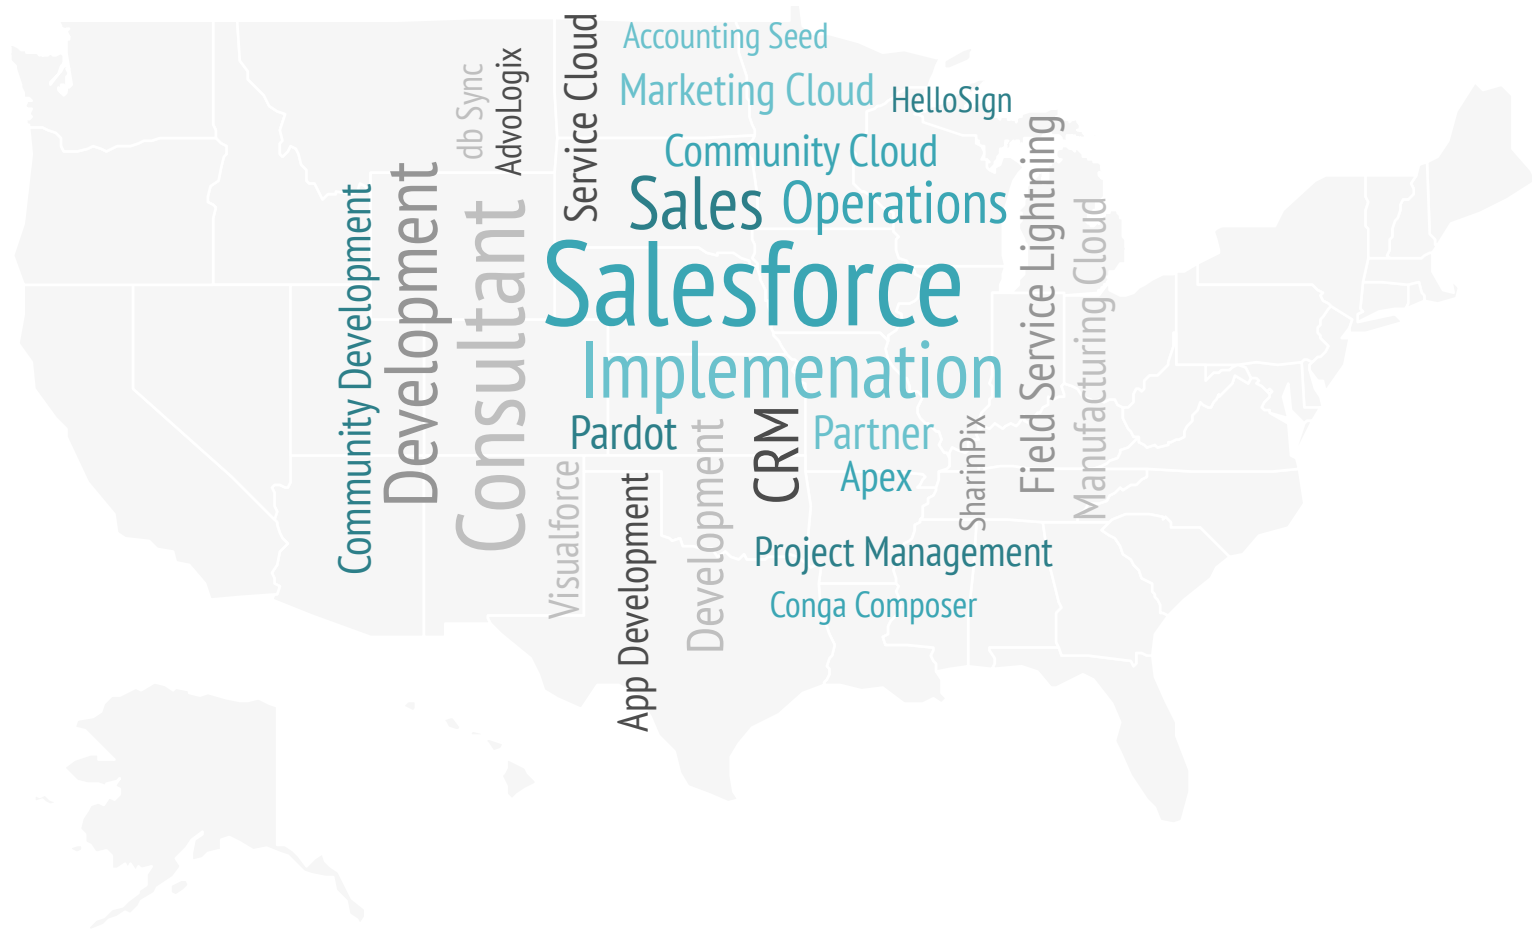 Accounting Seed
Marketing Cloud
HelloSign
Community Cloud
Sales
Operations
Salesforce
Implemenation
Pardot
CRM
Partner
Apex
Project Management
Conga Composer
Community Development
Development
Consultant
db Sync
AdvoLogix
Service Cloud
Visualforce
App Development
Development
SharinPix
Field Service Lightning
Manufacturing Cloud